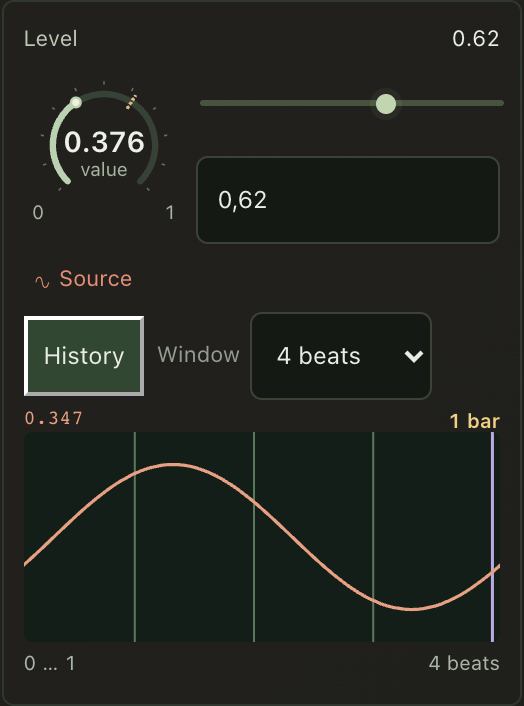 Level 0.62
0.376
value
0 1
0,62
∿ Source
History Window 4 beats
0.347 1 bar
0 … 1 4 beats